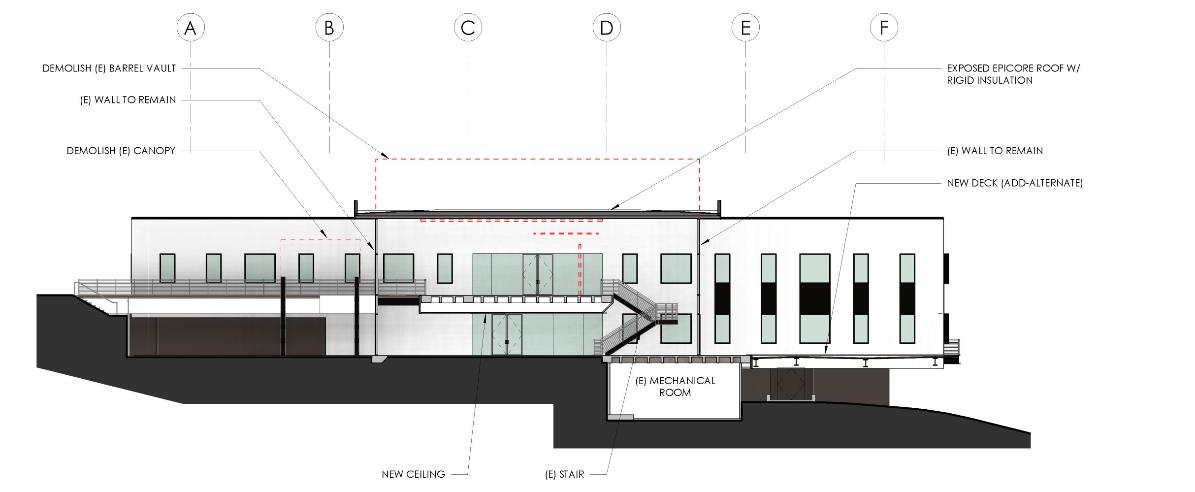 A B C D E F
DEMOLISH (E) BARREL VAULT
EXPOSED EPICORE ROOF W/
RIGID INSULATION
(E) WALL TO REMAIN
DEMOLISH (E) CANOPY
(E) WALL TO REMAIN
NEW DECK (ADD-ALTERNATE)
(E) MECHANICAL
ROOM
NEW CEILING
(E) STAIR